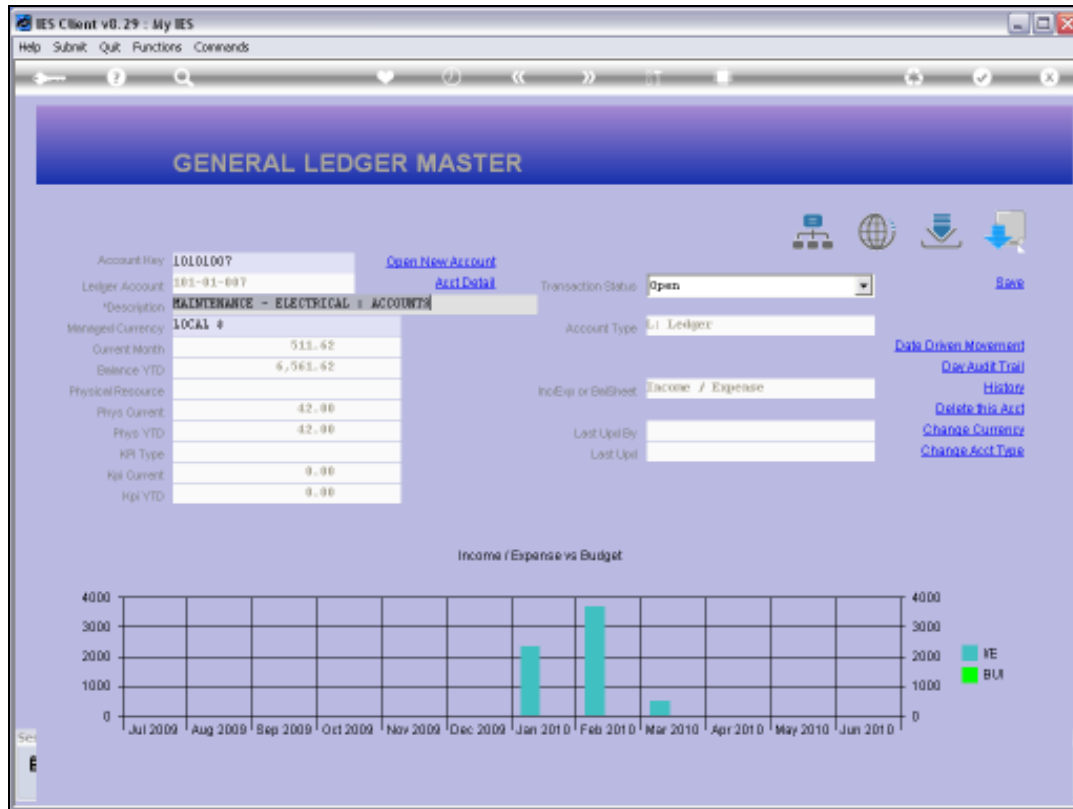 IES Client v8.29 : My IES
Help Submit Quit Functions Commands
GENERAL LEDGER MASTER
Account Key 10101007 Open New Account
Ledger Account 101-01-007 Acct Detail Transaction Status Open Save
*Description MAINTENANCE - ELECTRICAL : ACCOUNTS
Managed Currency LOCAL # Account Type L: Ledger
Current Month 511.62 Date Driven Movement
Balance YTD 6,561.62 Day Audit Trail
Physical Resource Inc/Exp or BalSheet Income / Expense History
Phys Current 42.00 Delete this Acct
Phys YTD 42.00 Last Upd By Change Currency
KPI Type Last Upd Change Acct Type
Kpi Current 0.00
Kpi YTD 0.00
Income / Expense vs Budget
4000 4000
3000 3000
2000 2000 I/E
1000 1000 BUI
0 0
Jul 2009 Aug 2009 Sep 2009 Oct 2009 Nov 2009 Dec 2009 Jan 2010 Feb 2010 Mar 2010 Apr 2010 May 2010 Jun 2010